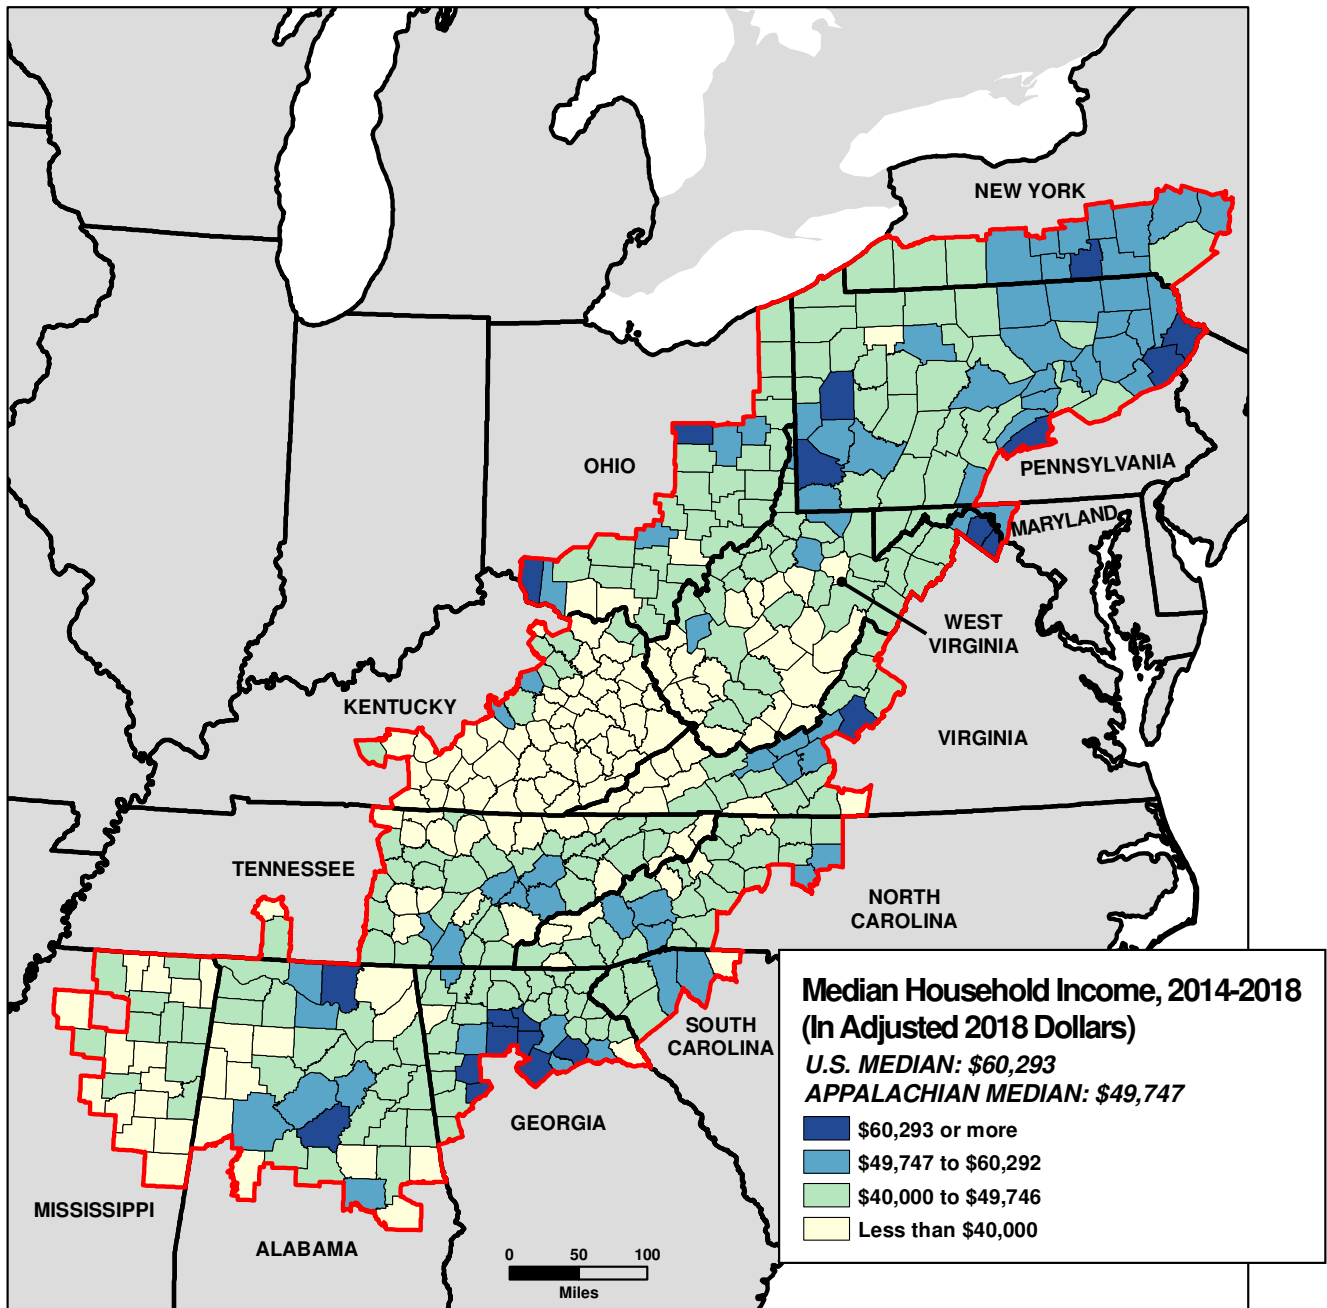 NEW YORK
OHIO
PENNSYLVANIA
MARYLAND
WEST
VIRGINIA
KENTUCKY
VIRGINIA
TENNESSEE
NORTH
CAROLINA
SOUTH
CAROLINA
GEORGIA
MISSISSIPPI
ALABAMA
Median Household Income, 2014-2018
(In Adjusted 2018 Dollars)
U.S. MEDIAN: $60,293
APPALACHIAN MEDIAN: $49,747
$60,293 or more
$49,747 to $60,292
$40,000 to $49,746
Less than $40,000
0 50 100
Miles